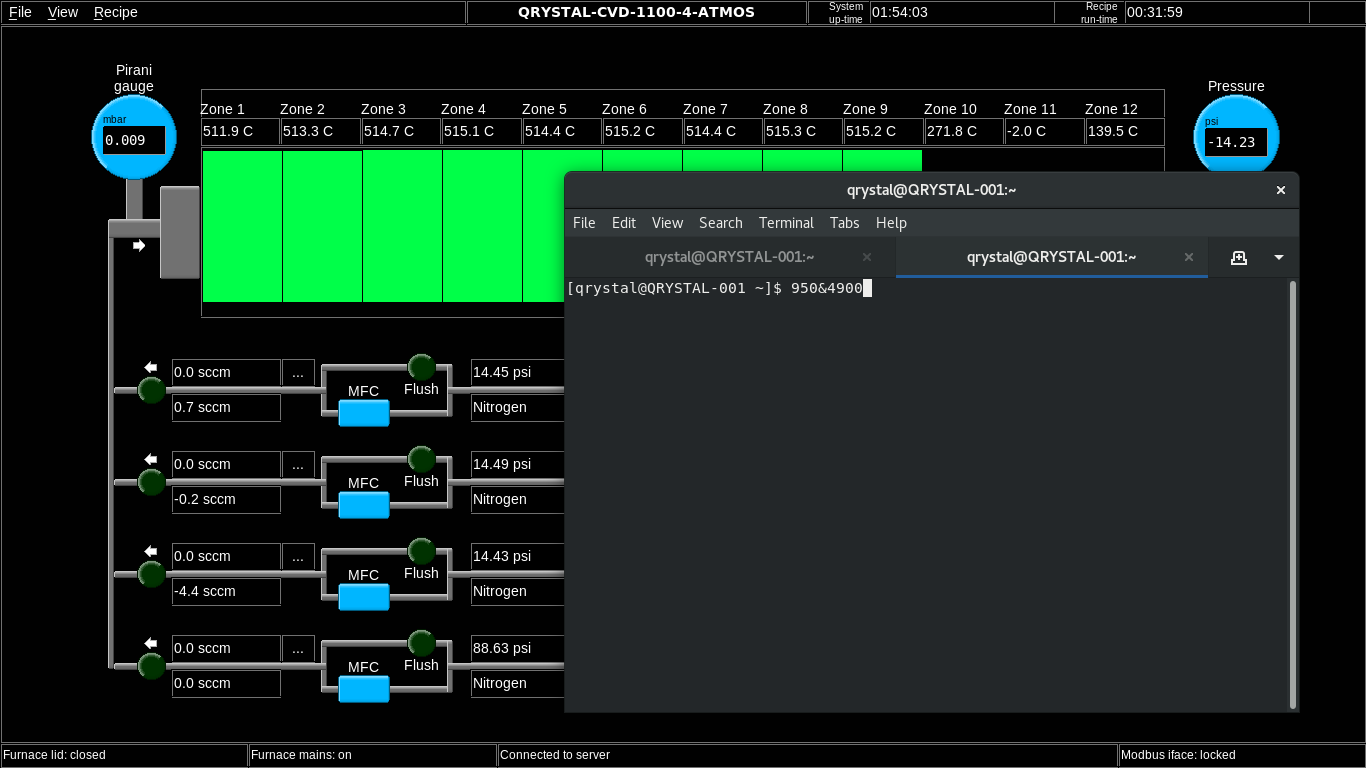 File View Recipe QRYSTAL-CVD-1100-4-ATMOS System up-time 01:54:03 Recipe run-time 00:31:59
Pirani gauge
mbar
0.009
Zone 1 Zone 2 Zone 3 Zone 4 Zone 5 Zone 6 Zone 7 Zone 8 Zone 9 Zone 10 Zone 11 Zone 12
511.9 C 513.3 C 514.7 C 515.1 C 514.4 C 515.2 C 514.4 C 515.3 C 515.2 C 271.8 C -2.0 C 139.5 C
Pressure
psi
-14.23
qrystal@QRYSTAL-001:~
File Edit View Search Terminal Tabs Help
qrystal@QRYSTAL-001:~ qrystal@QRYSTAL-001:~
[qrystal@QRYSTAL-001 ~]$ 950&4900
0.0 sccm ... MFC Flush 14.45 psi
0.7 sccm Nitrogen
0.0 sccm ... MFC Flush 14.49 psi
-0.2 sccm Nitrogen
0.0 sccm ... MFC Flush 14.43 psi
-4.4 sccm Nitrogen
0.0 sccm ... MFC Flush 88.63 psi
0.0 sccm Nitrogen
Furnace lid: closed Furnace mains: on Connected to server Modbus iface: locked